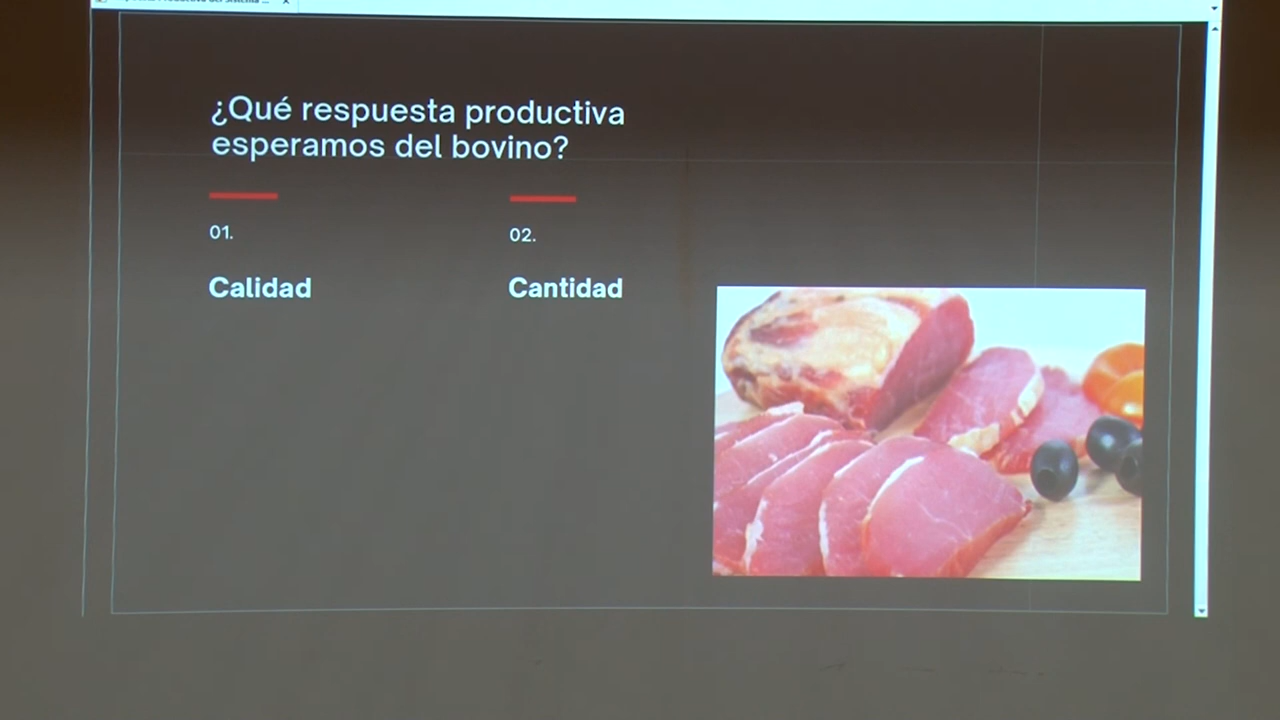 ¿Qué respuesta productiva
esperamos del bovino?
01.
02.
Calidad
Cantidad